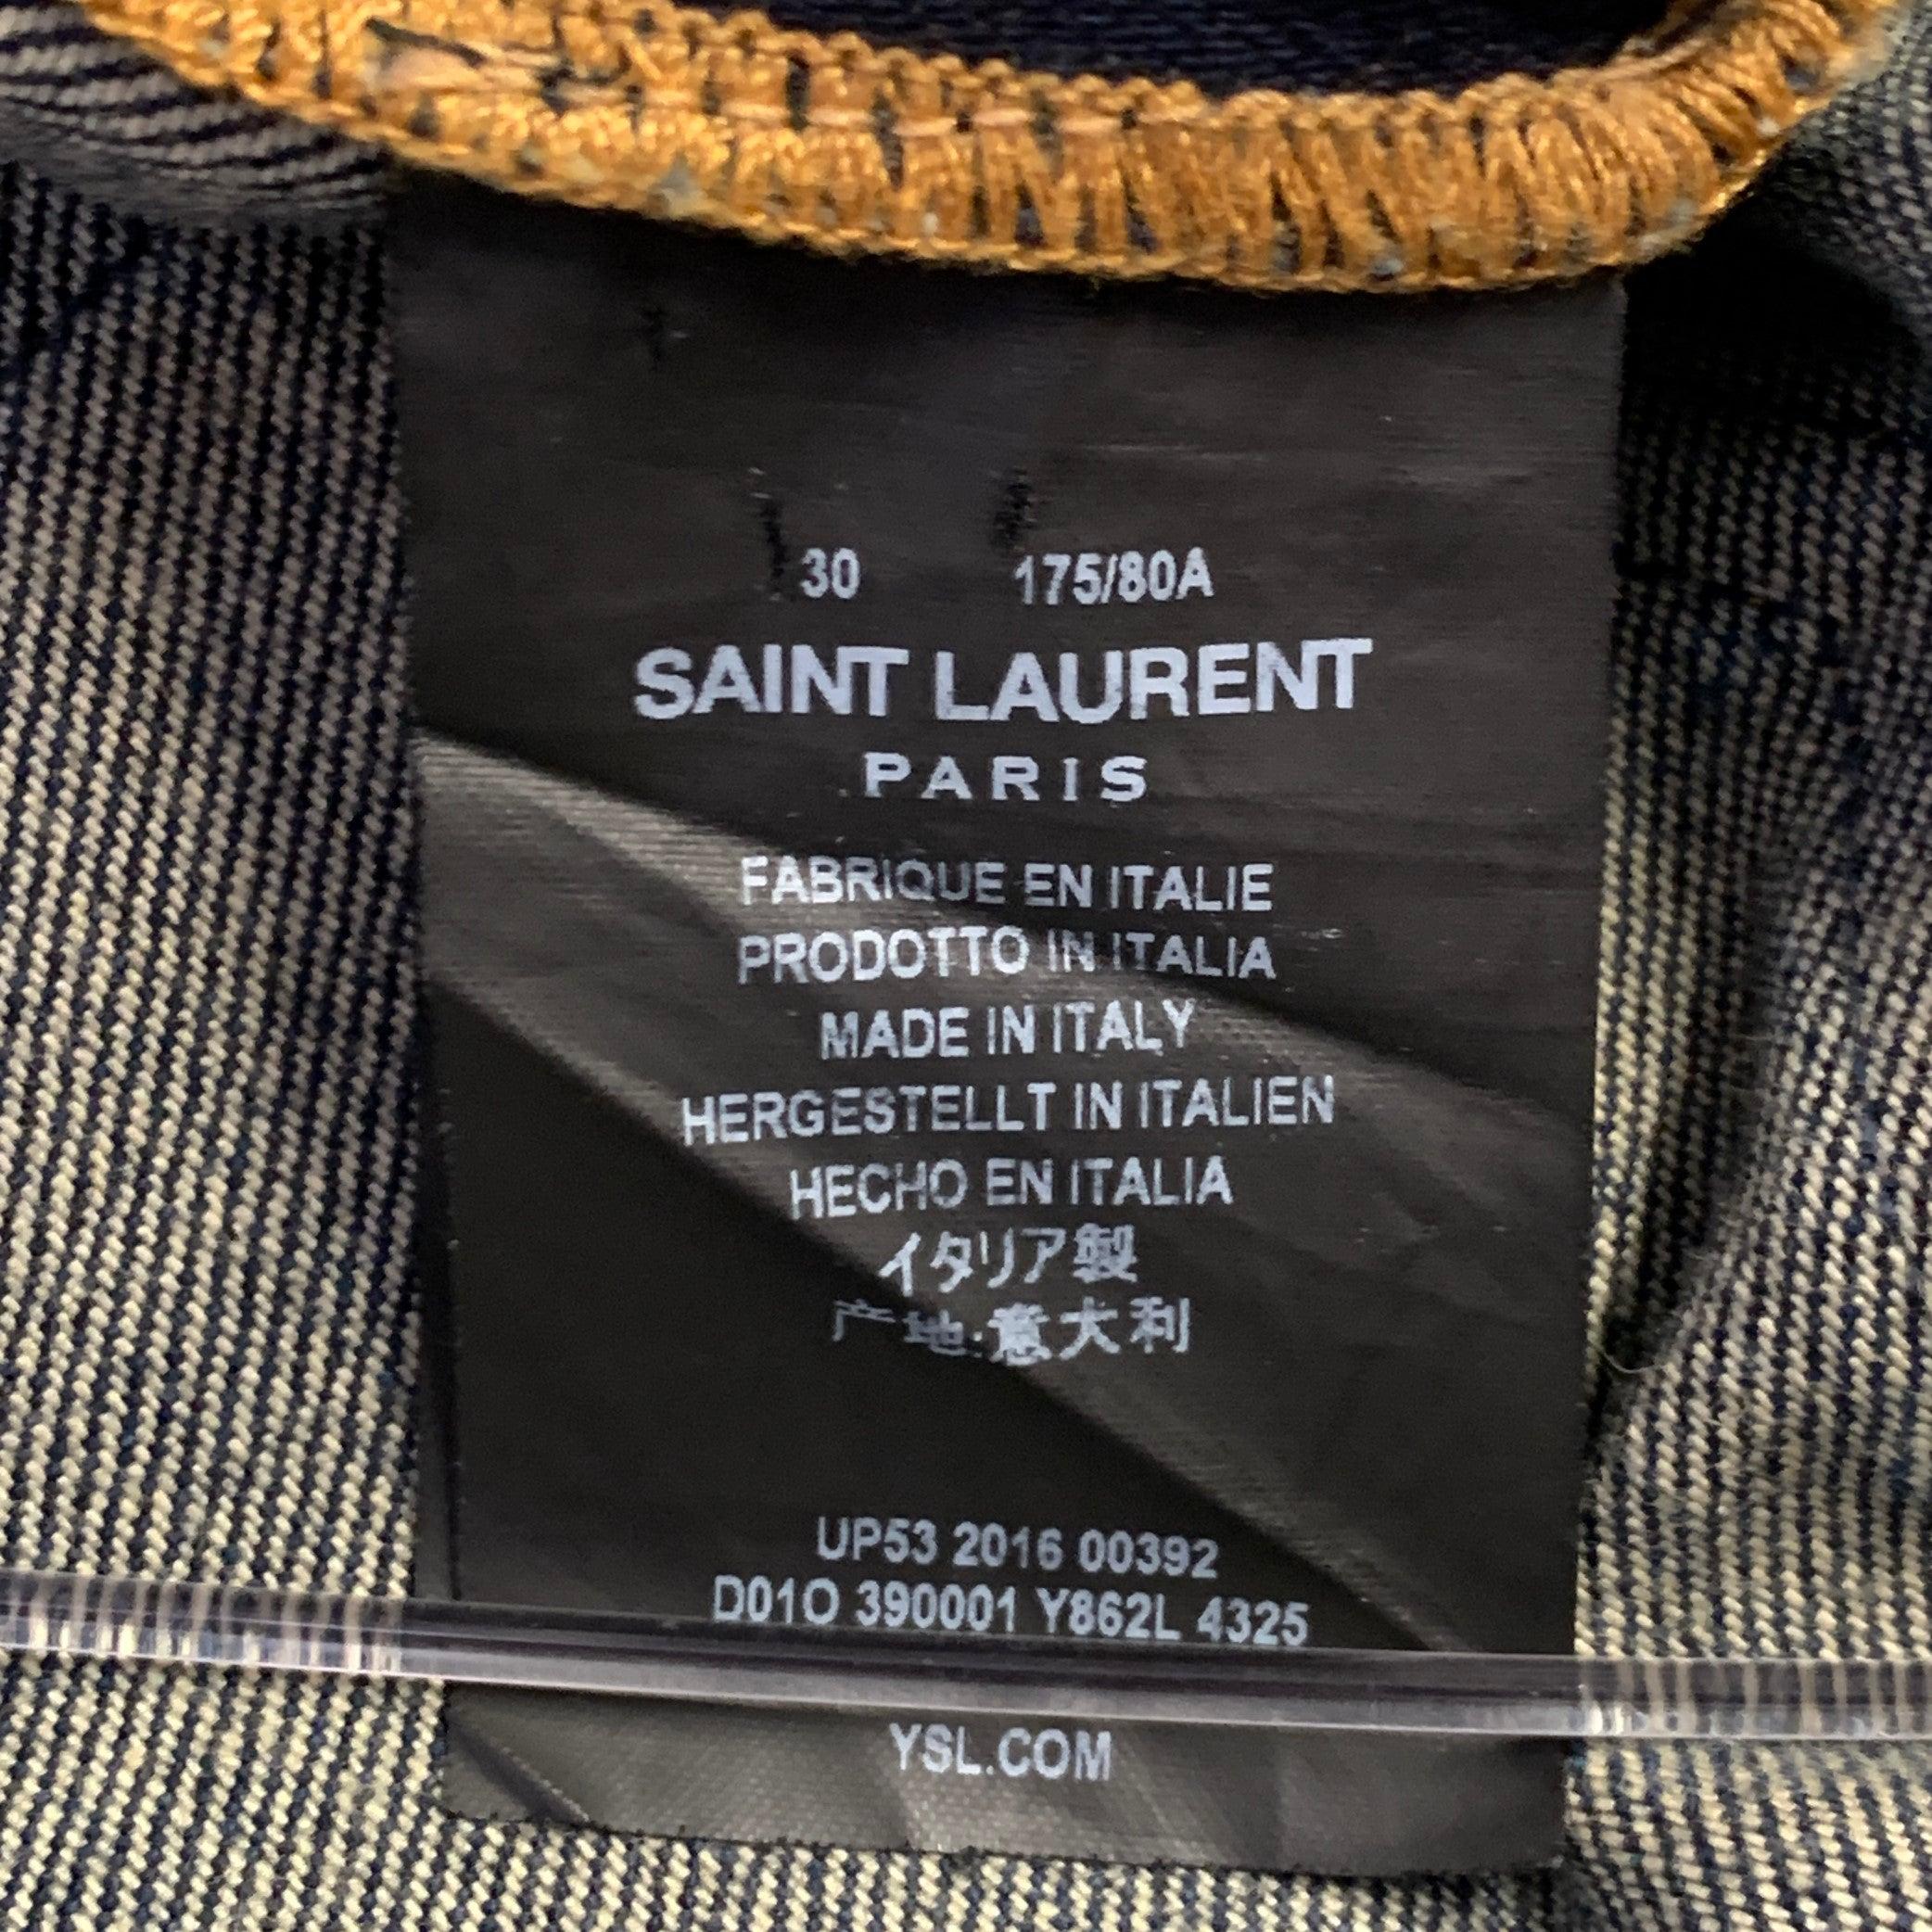 30 175/80A
SAINT LAURENT
PARIS
FABRIQUE EN ITALIE
PRODOTTO IN ITALIA
MADE IN ITALY
HERGESTELLT IN ITALIEN
HECHO EN ITALIA
イタリア製
产地:意大利
UP53 2016 00392
D01O 390001 Y862L 4325
YSL.COM